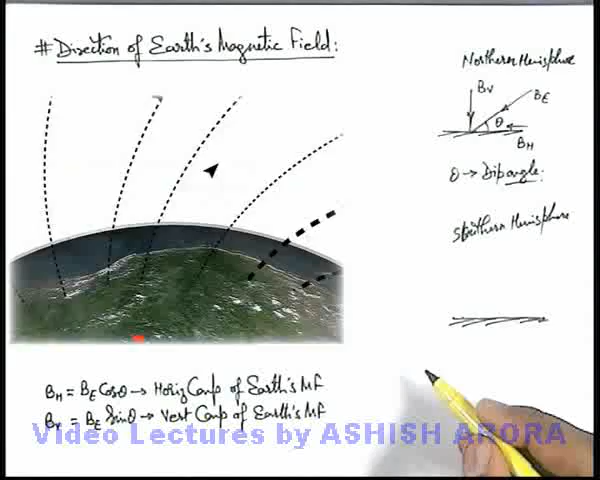 # Direction of Earth's Magnetic Field:
Northern Hemisphere
Bv
BE
θ
BH
θ → Dip angle:
Southern Hemisphere
BH = BE Cosθ → Horiz Comp of Earth's MF
Bv = BE Sinθ → Vert Comp of Earth's MF
Video Lectures by ASHISH ARORA